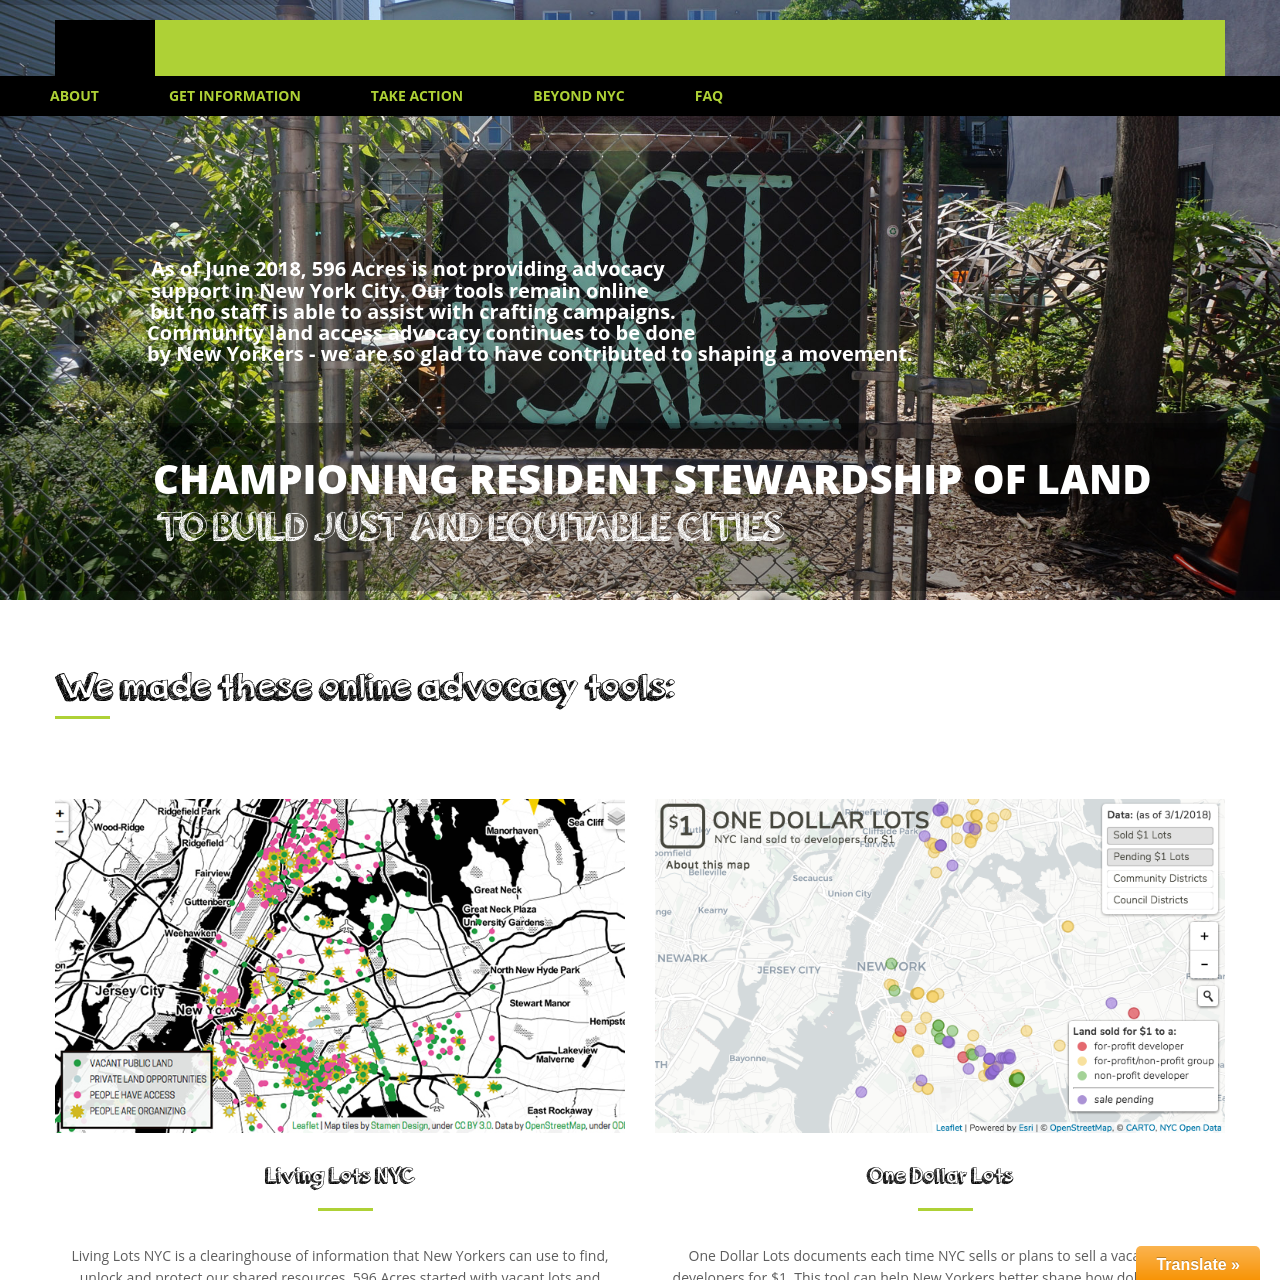 ABOUT GET INFORMATION TAKE ACTION BEYOND NYC FAQ
NOT
4 SALE
As of June 2018, 596 Acres is not providing advocacy
support in New York City. Our tools remain online
but no staff is able to assist with crafting campaigns.
Community land access advocacy continues to be done
by New Yorkers - we are so glad to have contributed to shaping a movement.
CHAMPIONING RESIDENT STEWARDSHIP OF LAND
TO BUILD JUST AND EQUITABLE CITIES
We made these online advocacy tools:
+
−
Ridgefield Park
Wood-Ridge
Ridgefield
Fairview
Guttenberg
Weehawken
Jersey City
New York
Manorhaven
Sea Cliff
Great Neck
Great Neck Plaza
University Gardens
North New Hyde Park
Stewart Manor
Lakeview
Malverne
East Rockaway
VACANT PUBLIC LAND
PRIVATE LAND OPPORTUNITIES
PEOPLE HAVE ACCESS
PEOPLE ARE ORGANIZING
Leaflet | Map tiles by Stamen Design, under CC BY 3.0. Data by OpenStreetMap, under
$1 ONE DOLLAR LOTS
NYC land sold to developers for $1
About this map
Ridgefield
Cliffside Park
Fairview
Belleville
Secaucus
Union City
Kearny
NEWARK
JERSEY CITY
NEW YORK
Bayonne
Data: (as of 3/1/2018)
Sold $1 Lots
Pending $1 Lots
Community Districts
Council Districts
+
−
Land sold for $1 to a:
for-profit developer
for-profit/non-profit group
non-profit developer
sale pending
Leaflet | Powered by Esri | © OpenStreetMap, © CARTO, NYC Open Data
Living Lots NYC
One Dollar Lots
Living Lots NYC is a clearinghouse of information that New Yorkers can use to find,
unlock and protect our shared resources. 596 Acres started with vacant lots and
One Dollar Lots documents each time NYC sells or plans to sell a
developers for $1. This tool can help New Yorkers better shape how
Translate »